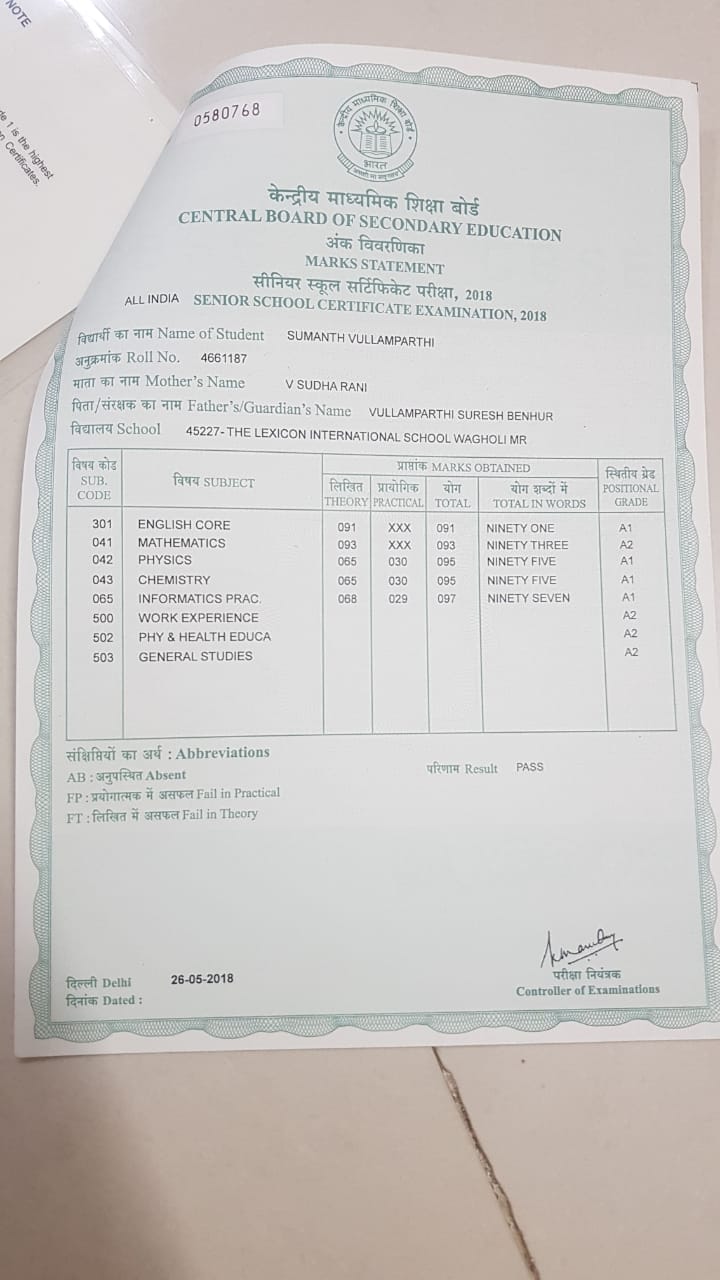 NOTE
de 1 is the highest
n Certificates.
0580768
केन्द्रीय माध्यमिक शिक्षा बोर्ड
भारत
केन्द्रीय माध्यमिक शिक्षा बोर्ड
CENTRAL BOARD OF SECONDARY EDUCATION
अंक विवरणिका
MARKS STATEMENT
सीनियर स्कूल सर्टिफिकेट परीक्षा, 2018
ALL INDIA SENIOR SCHOOL CERTIFICATE EXAMINATION, 2018
विद्यार्थी का नाम Name of Student SUMANTH VULLAMPARTHI
अनुक्रमांक Roll No. 4661187
माता का नाम Mother's Name V SUDHA RANI
पिता/संरक्षक का नाम Father's/Guardian's Name VULLAMPARTHI SURESH BENHUR
विद्यालय School 45227- THE LEXICON INTERNATIONAL SCHOOL WAGHOLI MR
विषय कोड SUB. CODE विषय SUBJECT प्राप्तांक MARKS OBTAINED स्थितीय ग्रेड POSITIONAL GRADE
लिखित THEORY प्रायोगिक PRACTICAL योग TOTAL योग शब्दों में TOTAL IN WORDS
301 ENGLISH CORE 091 XXX 091 NINETY ONE A1
041 MATHEMATICS 093 XXX 093 NINETY THREE A2
042 PHYSICS 065 030 095 NINETY FIVE A1
043 CHEMISTRY 065 030 095 NINETY FIVE A1
065 INFORMATICS PRAC. 068 029 097 NINETY SEVEN A1
500 WORK EXPERIENCE A2
502 PHY & HEALTH EDUCA A2
503 GENERAL STUDIES A2
संक्षिप्तियों का अर्थ : Abbreviations
AB : अनुपस्थित Absent परिणाम Result PASS
FP : प्रयोगात्मक में असफल Fail in Practical
FT : लिखित में असफल Fail in Theory
दिल्ली Delhi 26-05-2018
दिनांक Dated :
परीक्षा नियंत्रक
Controller of Examinations